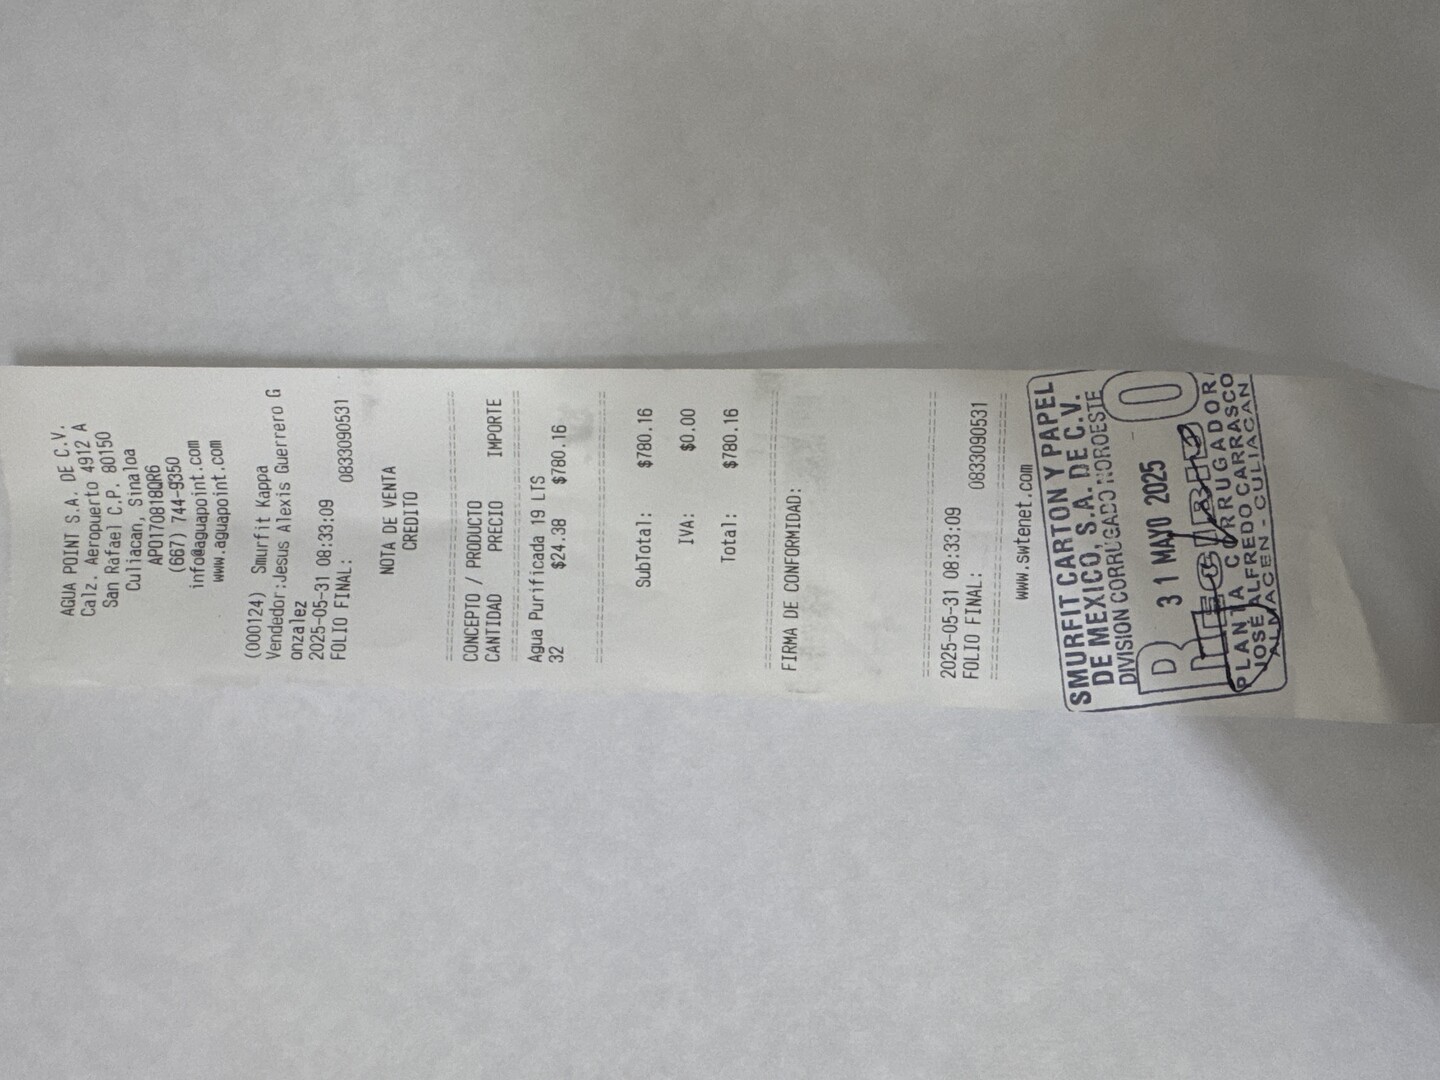 AGUA POINT S.A. DE C.V.
Calz. Aeropuerto 4912 A
San Rafael C.P. 80150
Culiacan, Sinaloa
APO170818QR6
(667) 744-9350
info@aguapoint.com
www.aguapoint.com
(000124) Smurfit Kappa
Vendedor:Jesus Alexis Guerrero G
onzalez
2025-05-31 08:33:09
FOLIO FINAL: 0833090531
NOTA DE VENTA
CREDITO
CONCEPTO / PRODUCTO
CANTIDAD PRECIO IMPORTE
Agua Purificada 19 LTS
32 $24.38 $780.16
SubTotal: $780.16
IVA: $0.00
Total: $780.16
FIRMA DE CONFORMIDAD:
2025-05-31 08:33:09
FOLIO FINAL: 0833090531
www.swtenet.com
SMURFIT CARTON Y PAPEL
DE MEXICO, S.A. DE C.V.
DIVISION CORRUGADO NOROESTE
31 MAYO 2025
RECIBIDO
PLANTA CORRUGADORA
JOSE ALFREDO CARRASCO
ALMACEN - CULIACAN